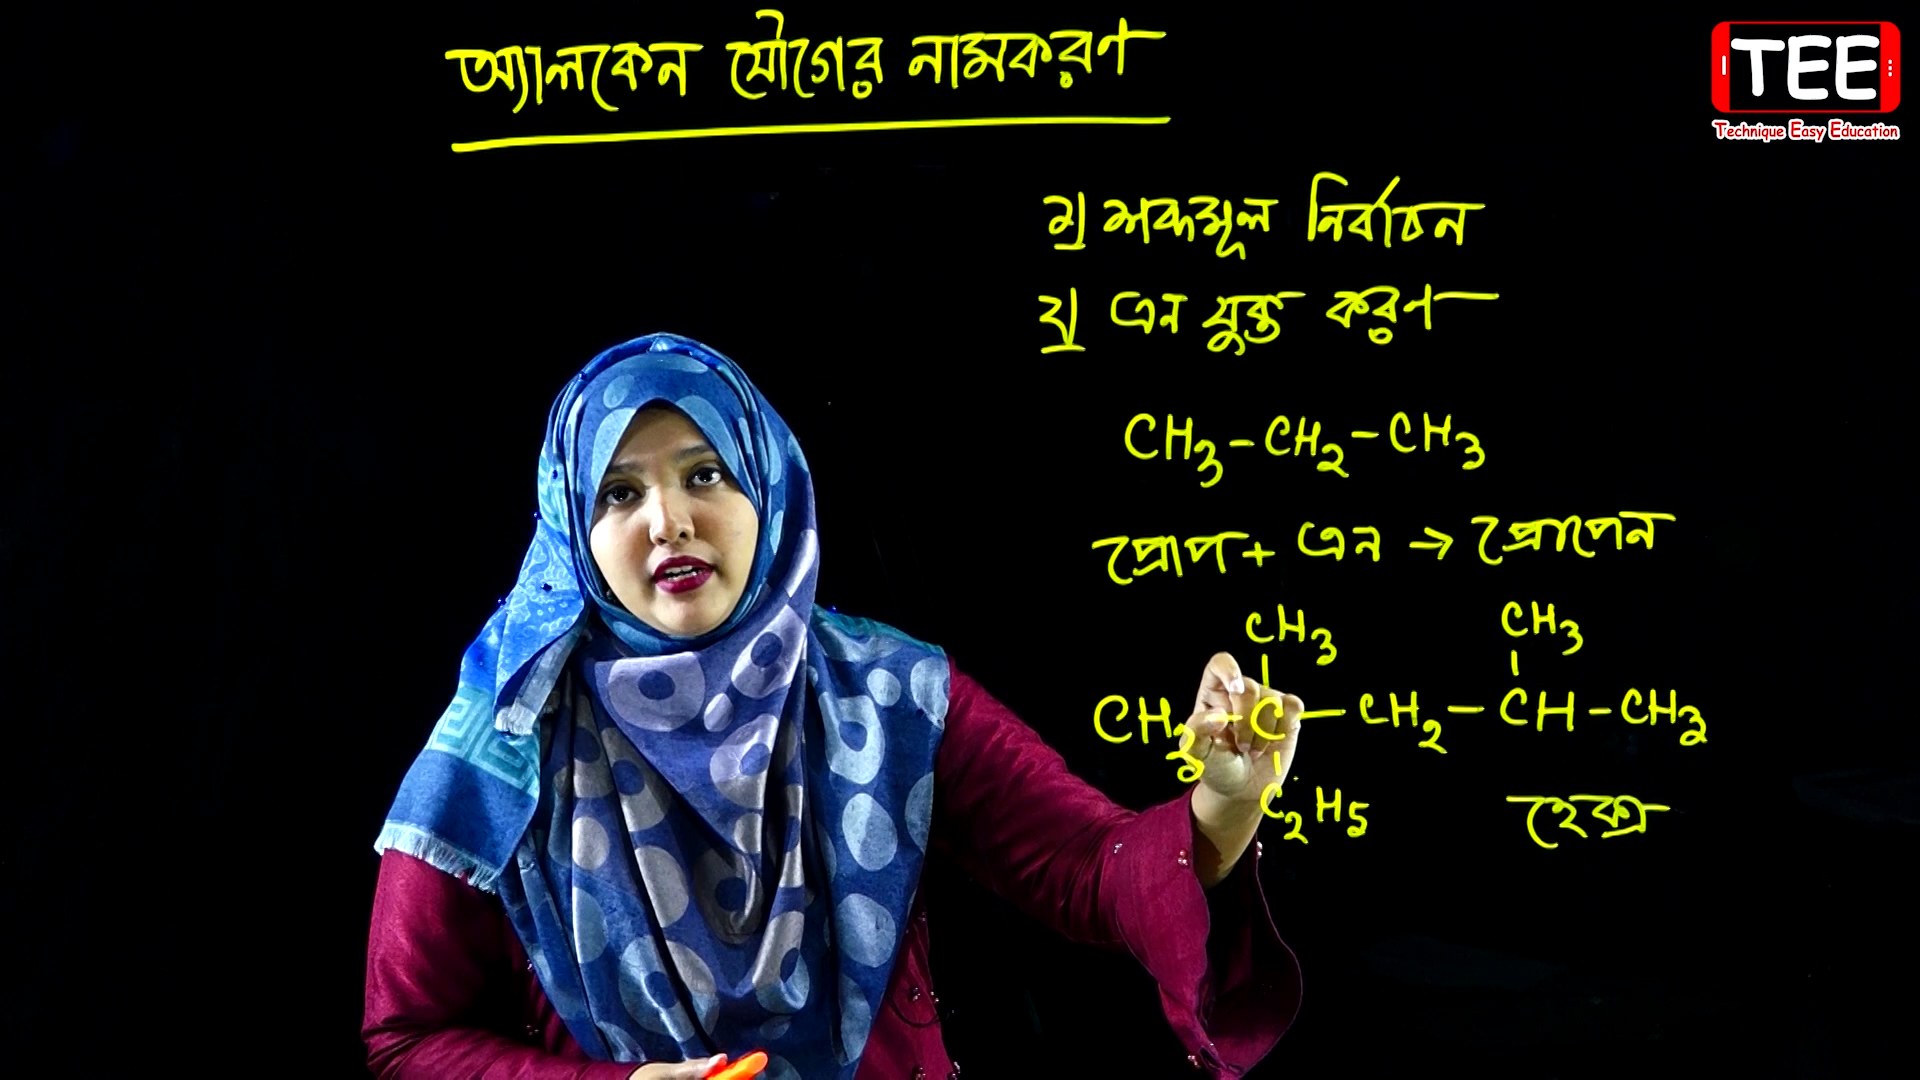 অ্যালকেন যৌগের নামকরণ
TEE
Technique Easy Education
১) শব্দমূল নির্বাচন
২) এন যুক্ত করণ
CH3-CH2-CH3
প্রোপ+ এন → প্রোপেন
CH3 CH3
CH3-C-CH2-CH-CH3
C2H5 হেক্স